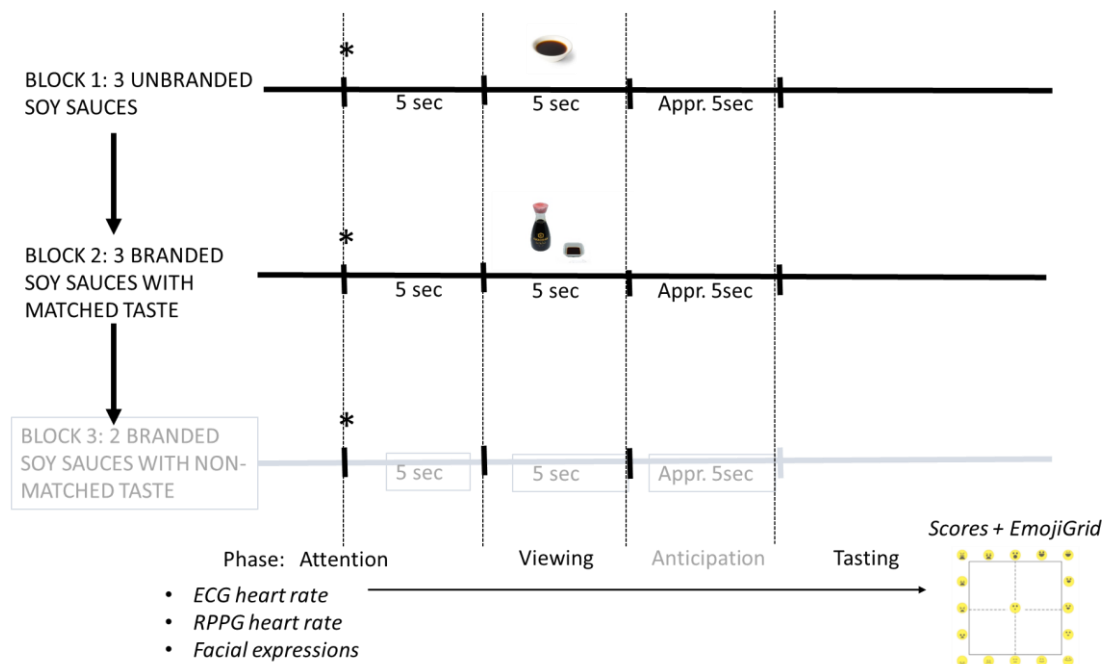 *
BLOCK 1: 3 UNBRANDED
SOY SAUCES
5 sec
5 sec
Appr. 5sec
*
BLOCK 2: 3 BRANDED
SOY SAUCES WITH
MATCHED TASTE
5 sec
5 sec
Appr. 5sec
*
BLOCK 3: 2 BRANDED
SOY SAUCES WITH NON-
MATCHED TASTE
5 sec
5 sec
Appr. 5sec
Scores + EmojiGrid
Phase: Attention
Viewing
Anticipation
Tasting
• ECG heart rate
• RPPG heart rate
• Facial expressions